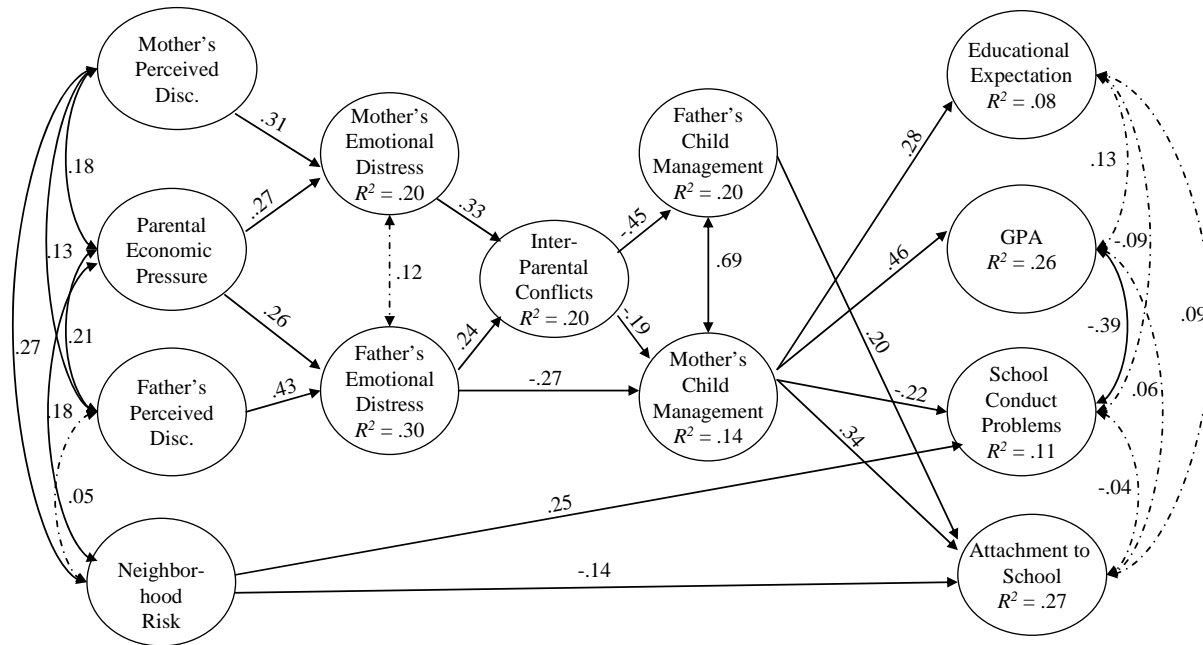 Mother's
Perceived
Disc.
Parental
Economic
Pressure
Father's
Perceived
Disc.
Neighbor-
hood
Risk
.18
.13
.27
.21
.18
.05
.31
.27
.26
.43
Mother's
Emotional
Distress
R² = .20
.12
Father's
Emotional
Distress
R² = .30
.33
.24
-.27
Inter-
Parental
Conflicts
R² = .20
-.45
-.19
Father's
Child
Management
R² = .20
.69
Mother's
Child
Management
R² = .14
.28
.46
.20
-.22
.34
.25
-.14
Educational
Expectation
R² = .08
GPA
R² = .26
School
Conduct
Problems
R² = .11
Attachment to
School
R² = .27
.13
-.09
.09
-.39
.06
-.04